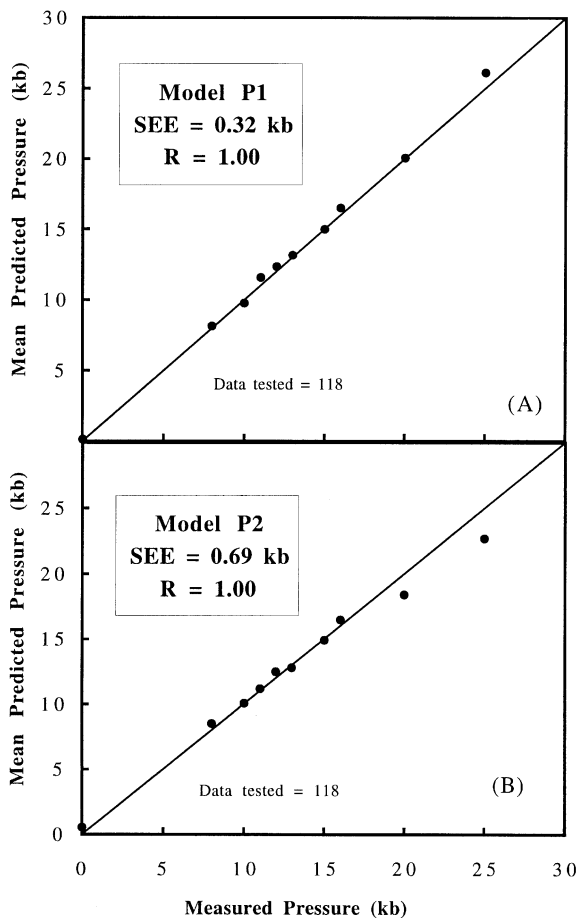 30
25
20
15
10
5
Mean Predicted Pressure (kb)
Model P1
SEE = 0.32 kb
R = 1.00
Data tested = 118
(A)
25
20
15
10
5
0
Mean Predicted Pressure (kb)
Model P2
SEE = 0.69 kb
R = 1.00
Data tested = 118
(B)
0 5 10 15 20 25 30
Measured Pressure (kb)